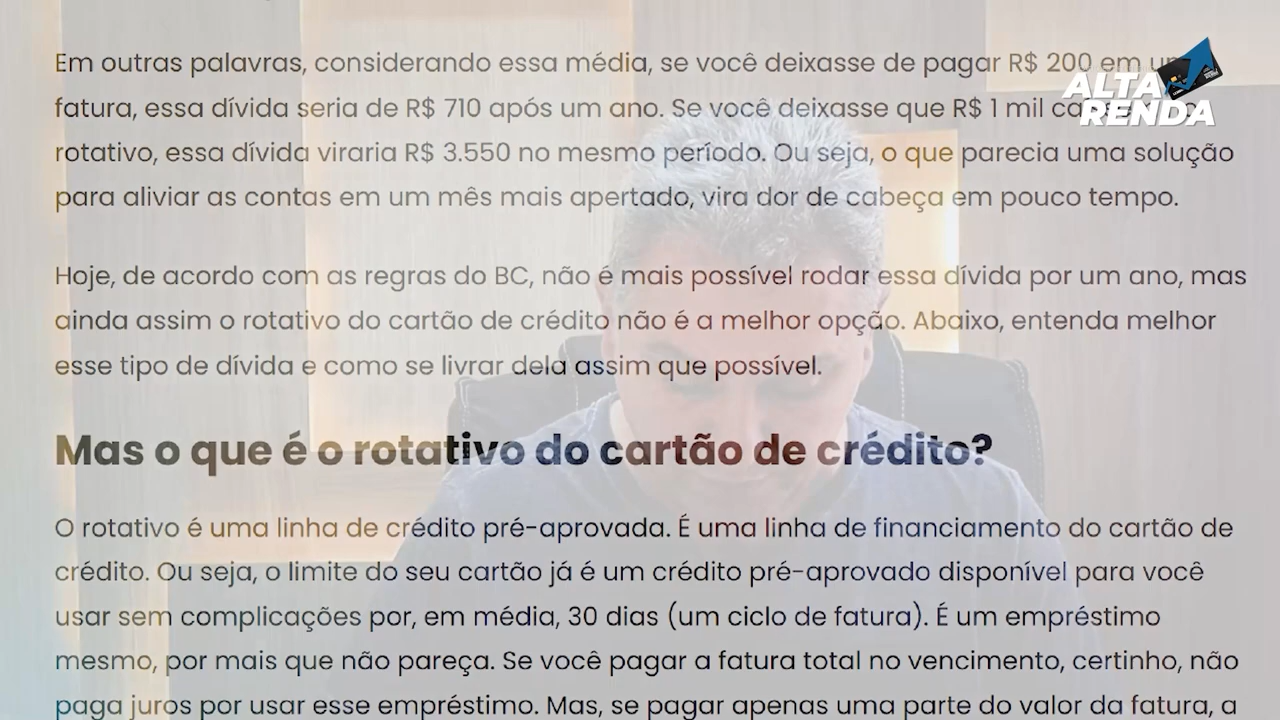 Em outras palavras, considerando essa média, se você deixasse de pagar R$ 200 em
fatura, essa dívida seria de R$ 710 após um ano. Se você deixasse que R$ 1 mil
rotativo, essa dívida viraria R$ 3.550 no mesmo período. Ou seja, o que parecia uma solução
para aliviar as contas em um mês mais apertado, vira dor de cabeça em pouco tempo.
Hoje, de acordo com as regras do BC, não é mais possível rodar essa dívida por um ano, mas
ainda assim o rotativo do cartão de crédito não é a melhor opção. Abaixo, entenda melhor
esse tipo de dívida e como se livrar dela assim que possível.
Mas o que é o rotativo do cartão de crédito?
O rotativo é uma linha de crédito pré-aprovada. É uma linha de financiamento do cartão de
crédito. Ou seja, o limite do seu cartão já é um crédito pré-aprovado disponível para você
usar sem complicações por, em média, 30 dias (um ciclo de fatura). É um empréstimo
mesmo, por mais que não pareça. Se você pagar a fatura total no vencimento, certinho, não
paga juros por usar esse empréstimo. Mas, se pagar apenas uma parte do valor da fatura, a
ALTA
RENDA